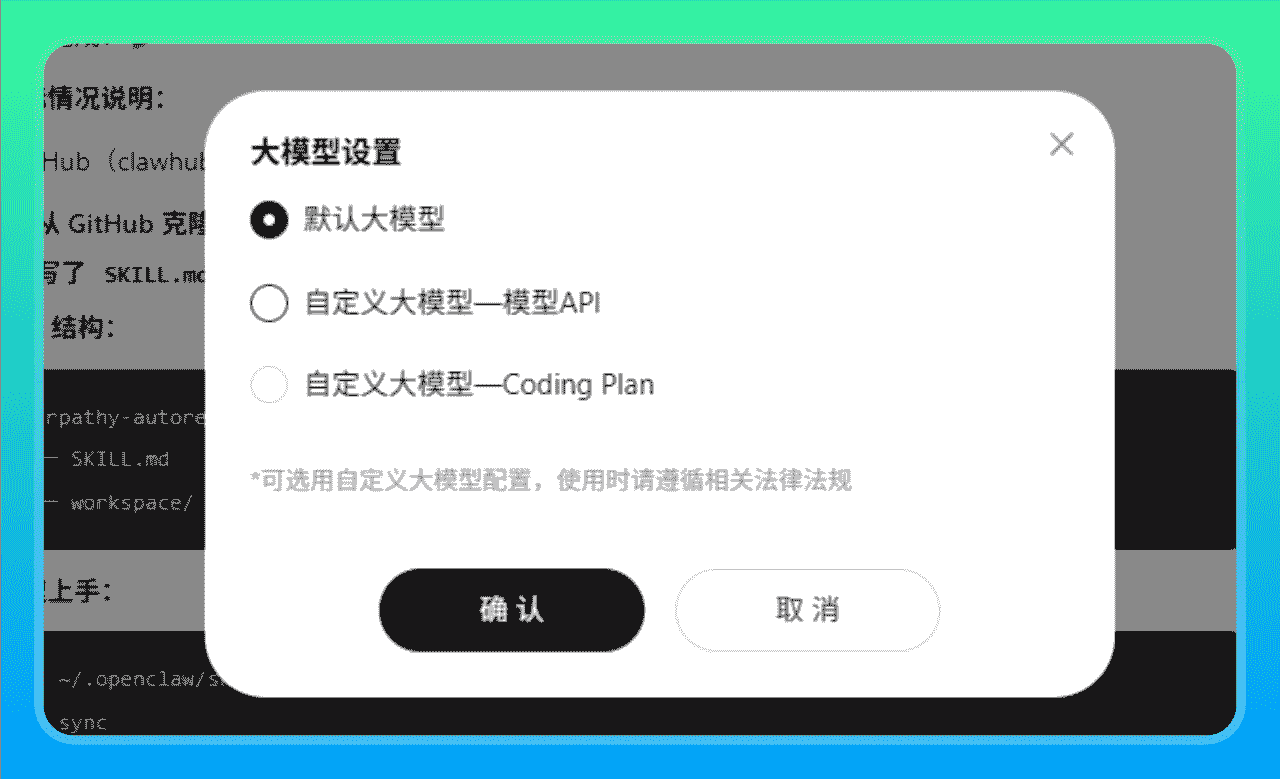 情况说明：
Hub（clawhub
从 GitHub 克隆
写了 SKILL.md
结构：
rpathy-autore
— SKILL.md
— workspace/
上手：
~/.openclaw/s
sync
大模型设置
默认大模型
自定义大模型—模型API
自定义大模型—Coding Plan
*可选用自定义大模型配置，使用时请遵循相关法律法规
确 认
取 消